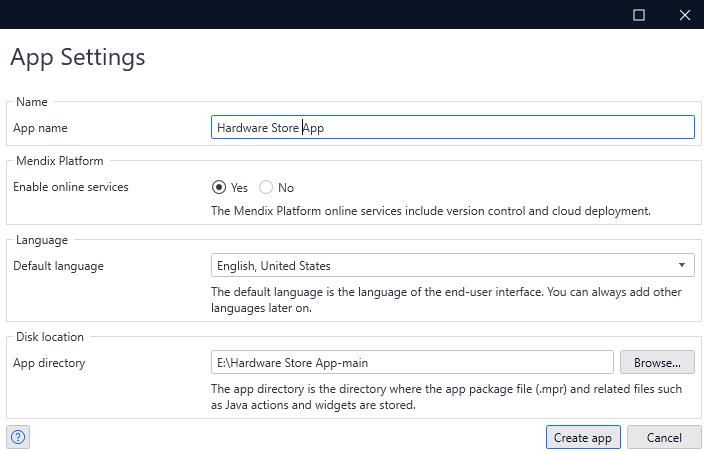 App Settings
Name
App name
Hardware Store App
Mendix Platform
Enable online services
Yes
No
The Mendix Platform online services include version control and cloud deployment.
Language
Default language
English, United States
The default language is the language of the end-user interface. You can always add other
languages later on.
Disk location
App directory
E:\Hardware Store App-main
Browse...
The app directory is the directory where the app package file (.mpr) and related files such
as Java actions and widgets are stored.
?
Create app
Cancel